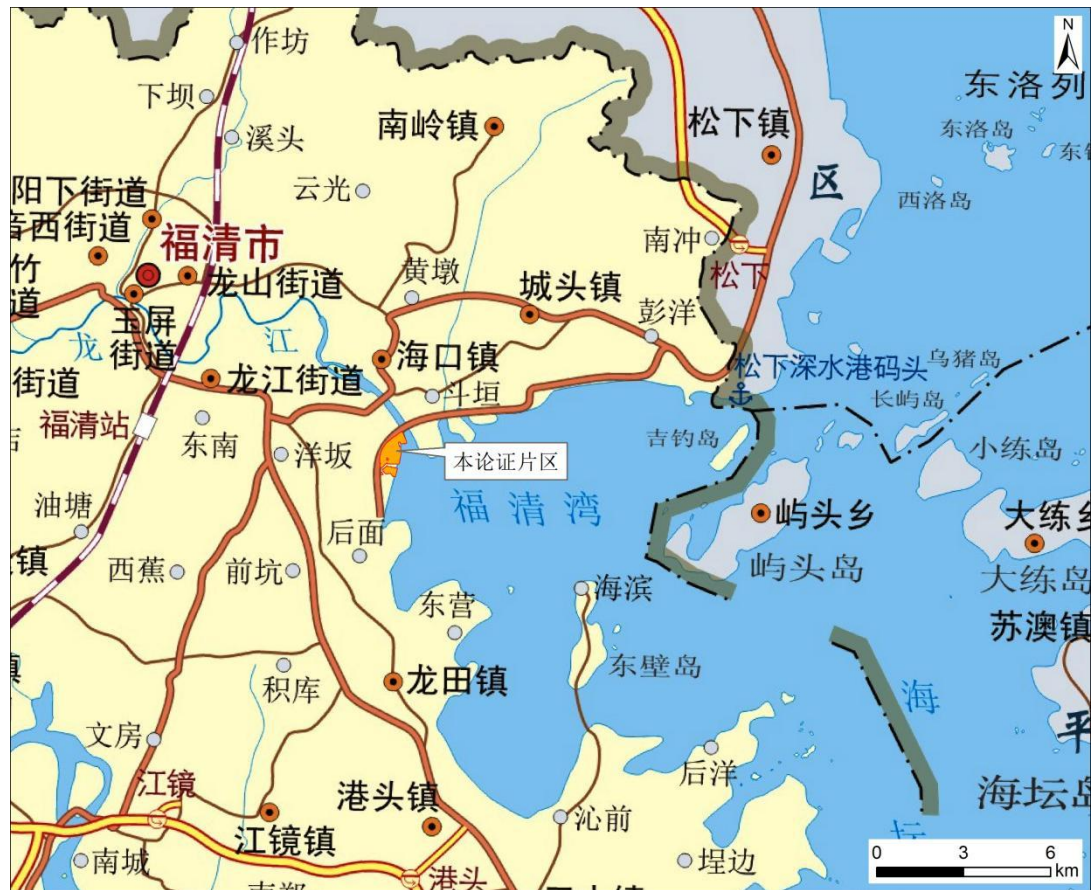 N
作坊
东洛列
下坝
南岭镇
松下镇
东洛岛
溪头
区
阳下街道
云光
西洛岛
音西街道
福清市
南冲
竹
道
龙山街道
黄墩
松下
城头镇
彭洋
玉屏
街道
龙
江
海口镇
松下深水港码头
乌猪岛
街道
龙江街道
斗垣
长屿岛
福清站
东南
洋坂
本论证片区
吉钓岛
小练岛
油塘
福清湾
屿头乡
大练乡
后面
镇
西蕉
前坑
海滨
屿头岛
大练岛
东营
苏澳镇
积库
龙田镇
东壁岛
海
平
文房
后洋
江镜
港头镇
海坛岛
江镜镇
沁前
坛
南城
埕边
港头
0 3 6
km